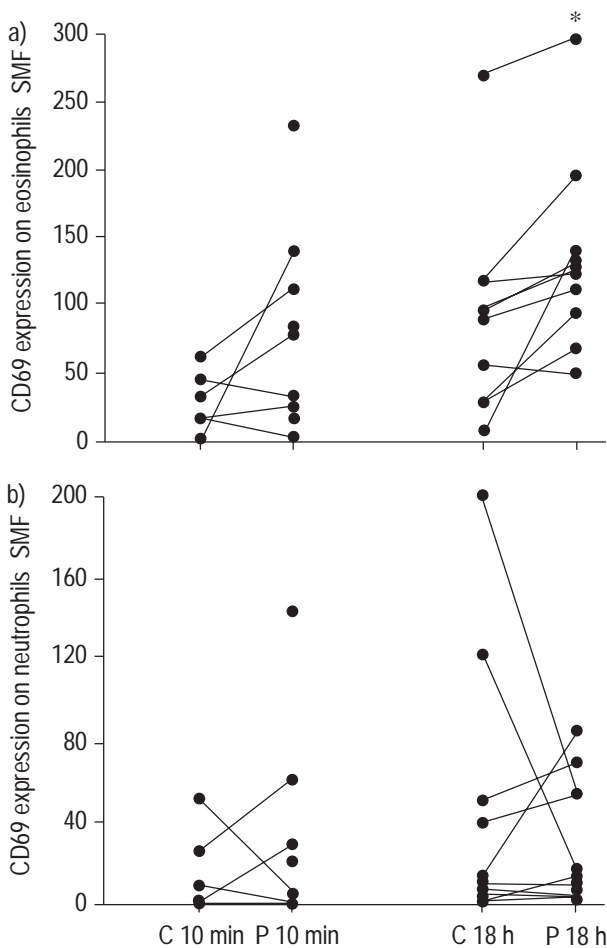 a)
CD69 expression on eosinophils SMF
300
250
200
150
100
50
0
*
b)
CD69 expression on neutrophils SMF
200
160
120
80
40
0
C 10 min P 10 min C 18 h P 18 h